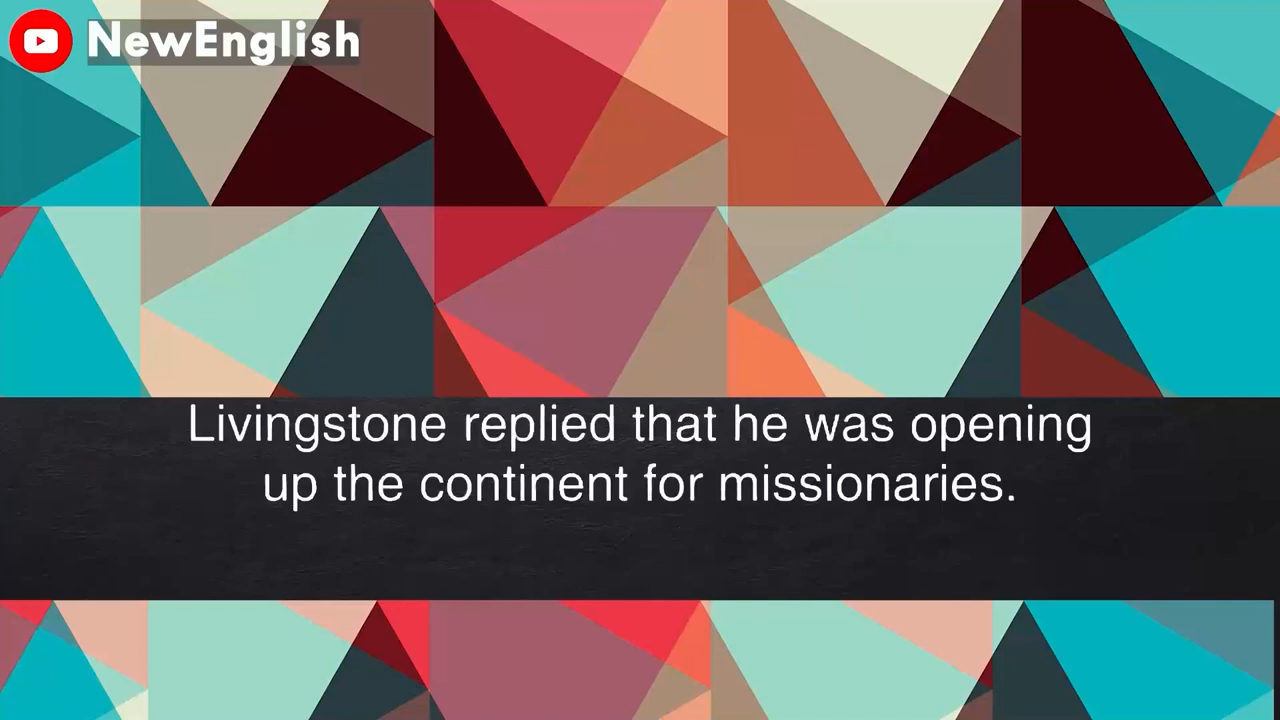 NewEnglish
Livingstone replied that he was opening
up the continent for missionaries.